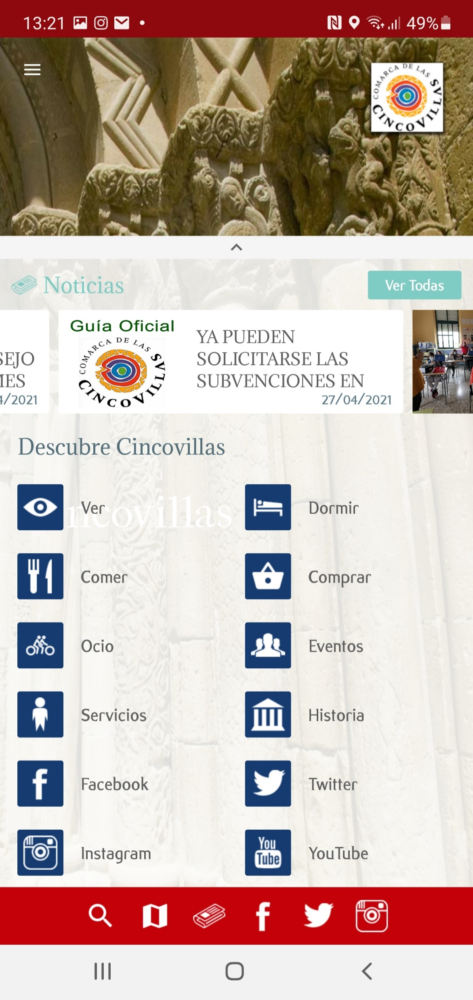 13:21
49%
COMARCA DE LAS
CINCOVILLAS
Noticias
Ver Todas
SEJO
MES
4/2021
Guía Oficial
COMARCA DE LAS
CINCOVILLAS
YA PUEDEN
SOLICITARSE LAS
SUBVENCIONES EN
27/04/2021
Descubre Cincovillas
ncovillas
Ver
Dormir
Comer
Comprar
Ocio
Eventos
Servicios
Historia
Facebook
Twitter
Instagram
You
Tube
YouTube